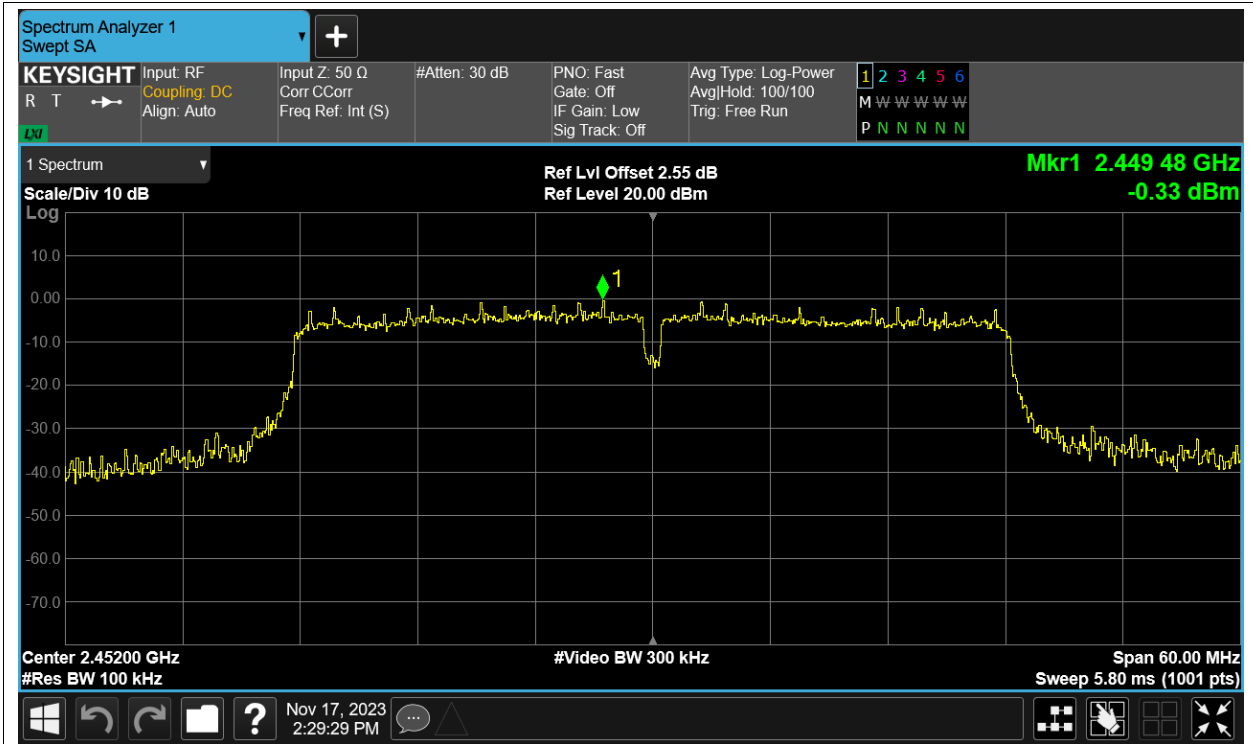 Spectrum Analyzer 1
Swept SA
KEYSIGHT
R T
LXI
Input: RF
Coupling: DC
Align: Auto
Input Z: 50 Ω
Corr CCorr
Freq Ref: Int (S)
#Atten: 30 dB
PNO: Fast
Gate: Off
IF Gain: Low
Sig Track: Off
Avg Type: Log-Power
Avg|Hold: 100/100
Trig: Free Run
1 2 3 4 5 6
M W W W W W
P N N N N N
1 Spectrum
Scale/Div 10 dB
Log
Ref Lvl Offset 2.55 dB
Ref Level 20.00 dBm
Mkr1 2.449 48 GHz
-0.33 dBm
10.0
0.00
-10.0
-20.0
-30.0
-40.0
-50.0
-60.0
-70.0
1
Center 2.45200 GHz
#Res BW 100 kHz
#Video BW 300 kHz
Span 60.00 MHz
Sweep 5.80 ms (1001 pts)
?
Nov 17, 2023
2:29:29 PM